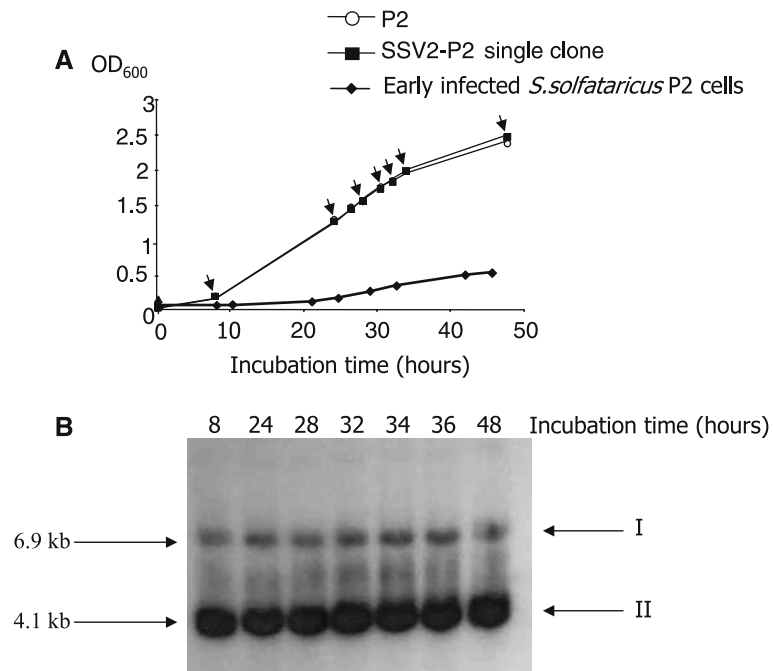 P2
SSV2-P2 single clone
Early infected S.solfataricus P2 cells
A
OD600
3
2.5
2
1.5
1
0.5
0
0 10 20 30 40 50
Incubation time (hours)
B
8 24 28 32 34 36 48 Incubation time (hours)
6.9 kb
I
4.1 kb
II